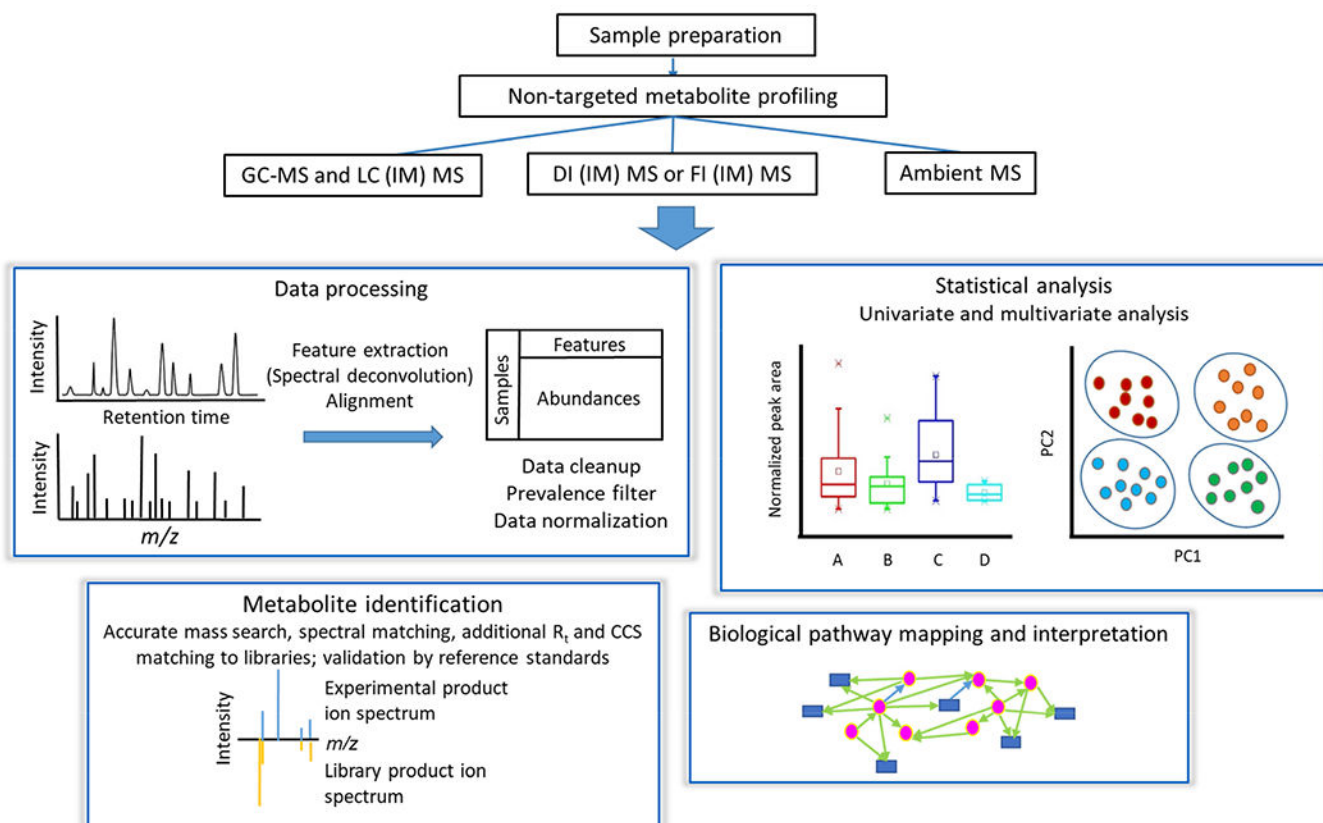 Sample preparation
Non-targeted metabolite profiling
GC-MS and LC (IM) MS
DI (IM) MS or FI (IM) MS
Ambient MS
Data processing
Intensity
Retention time
Intensity
m/z
Feature extraction
(Spectral deconvolution)
Alignment
Samples
Features
Abundances
Data cleanup
Prevalence filter
Data normalization
Statistical analysis
Univariate and multivariate analysis
Normalized peak area
A B C D
PC2
PC1
Metabolite identification
Accurate mass search, spectral matching, additional Rt and CCS
matching to libraries; validation by reference standards
Intensity
Experimental product
ion spectrum
m/z
Library product ion
spectrum
Biological pathway mapping and interpretation